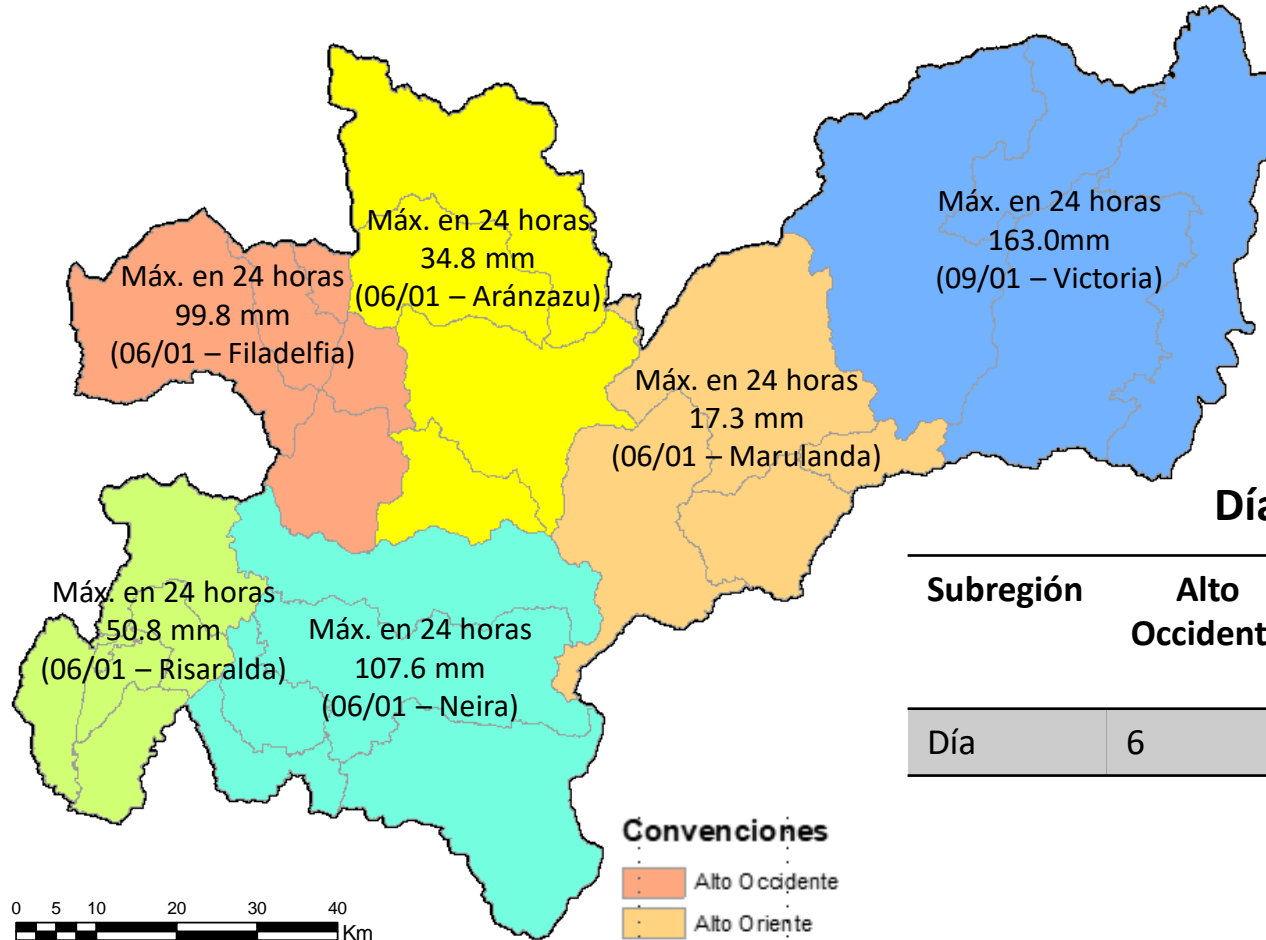 Máx. en 24 horas
163.0mm
(09/01 – Victoria)
Máx. en 24 horas
34.8 mm
(06/01 – Aránzazu)
Máx. en 24 horas
99.8 mm
(06/01 – Filadelfia)
Máx. en 24 horas
17.3 mm
(06/01 – Marulanda)
Máx. en 24 horas
50.8 mm
(06/01 – Risaralda)
Máx. en 24 horas
107.6 mm
(06/01 – Neira)
Día
Subregión Alto
Occident
Día 6
Convenciones
Alto Occidente
Alto Oriente
0 5 10 20 30 40
Km